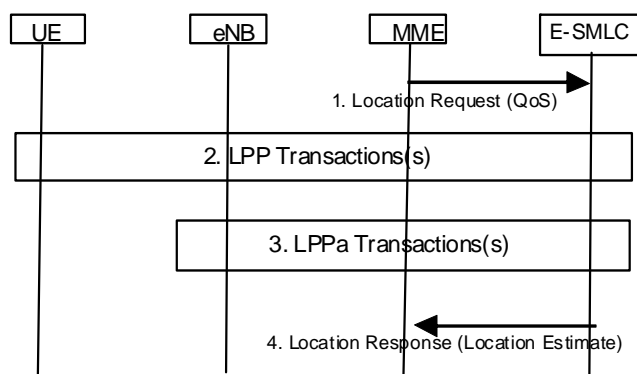 UE
eNB
MME
E-SMLC
1. Location Request (QoS)
2. LPP Transactions(s)
3. LPPa Transactions(s)
4. Location Response (Location Estimate)